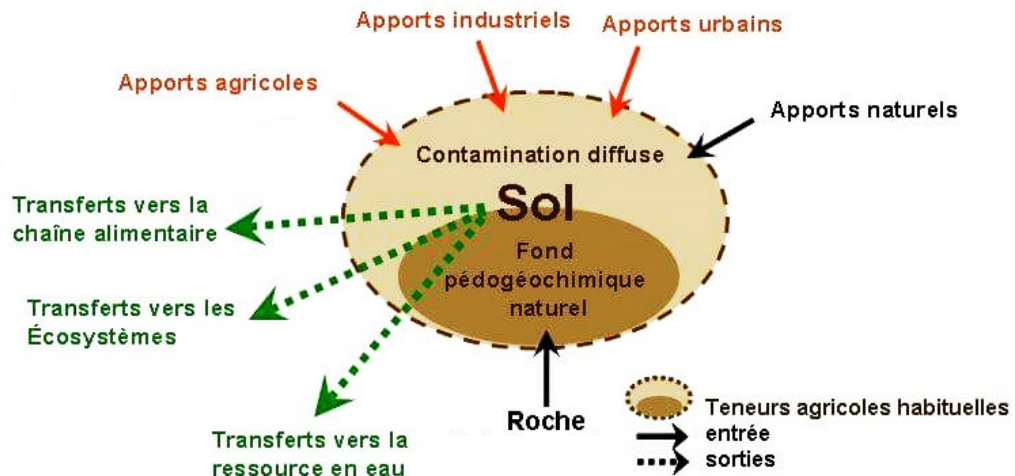 Apports industriels
Apports urbains
Apports agricoles
Apports naturels
Contamination diffuse
Sol
Transferts vers la
chaîne alimentaire
Fond
pédogéochimique
naturel
Transferts vers les
Écosystèmes
Roche
Teneurs agricoles habituelles
entrée
sorties
Transferts vers la
ressource en eau